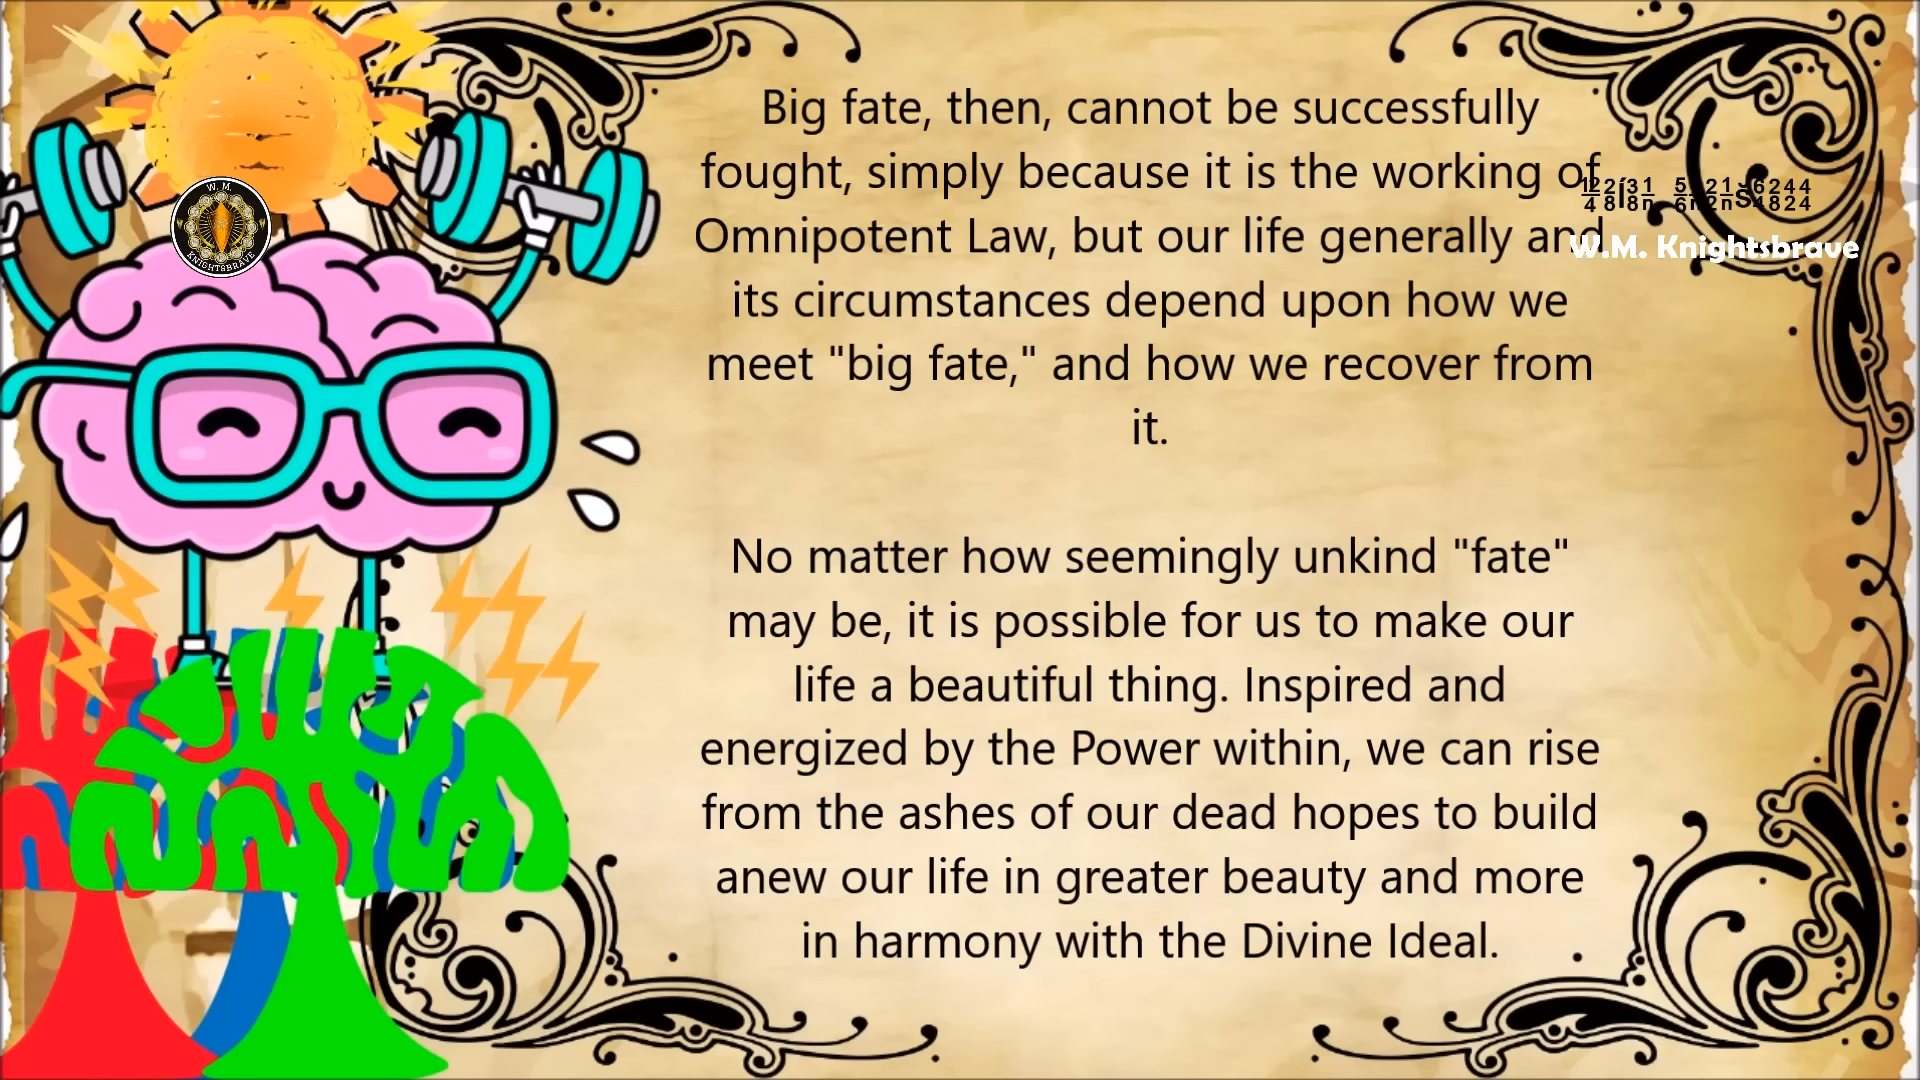 Big fate, then, cannot be successfully
fought, simply because it is the working of
Omnipotent Law, but our life generally and
its circumstances depend upon how we
meet "big fate," and how we recover from
it.
No matter how seemingly unkind "fate"
may be, it is possible for us to make our
life a beautiful thing. Inspired and
energized by the Power within, we can rise
from the ashes of our dead hopes to build
anew our life in greater beauty and more
in harmony with the Divine Ideal.
W.M. Knightsbrave
W. M.
KNIGHTSBRAVE